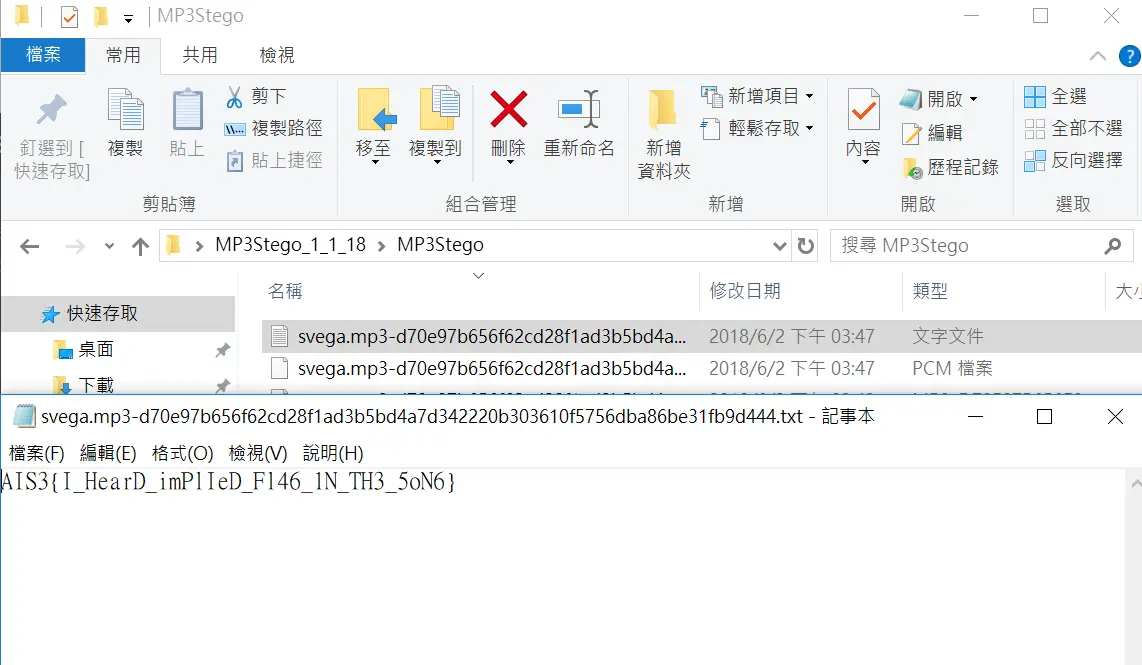 MP3Stego
檔案 常用 共用 檢視
釘選到 [
快速存取]
複製
貼上
剪下
複製路徑
貼上捷徑
剪貼簿
移至
複製到
刪除
重新命名
組合管理
新增
資料夾
新增項目
輕鬆存取
新增
內容
開啟
編輯
歷程記錄
開啟
全選
全部不選
反向選擇
選取
MP3Stego_1_1_18 > MP3Stego
搜尋 MP3Stego
名稱 修改日期 類型
快速存取
桌面
下載
svega.mp3-d70e97b656f62cd28f1ad3b5bd4a... 2018/6/2 下午 03:47 文字文件
svega.mp3-d70e97b656f62cd28f1ad3b5bd4a... 2018/6/2 下午 03:47 PCM 檔案
svega.mp3-d70e97b656f62cd28f1ad3b5bd4a7d342220b303610f5756dba86be31fb9d444.txt - 記事本
檔案(F) 編輯(E) 格式(O) 檢視(V) 說明(H)
AIS3{I_HearD_imPlIeD_Fl46_1N_TH3_5oN6}